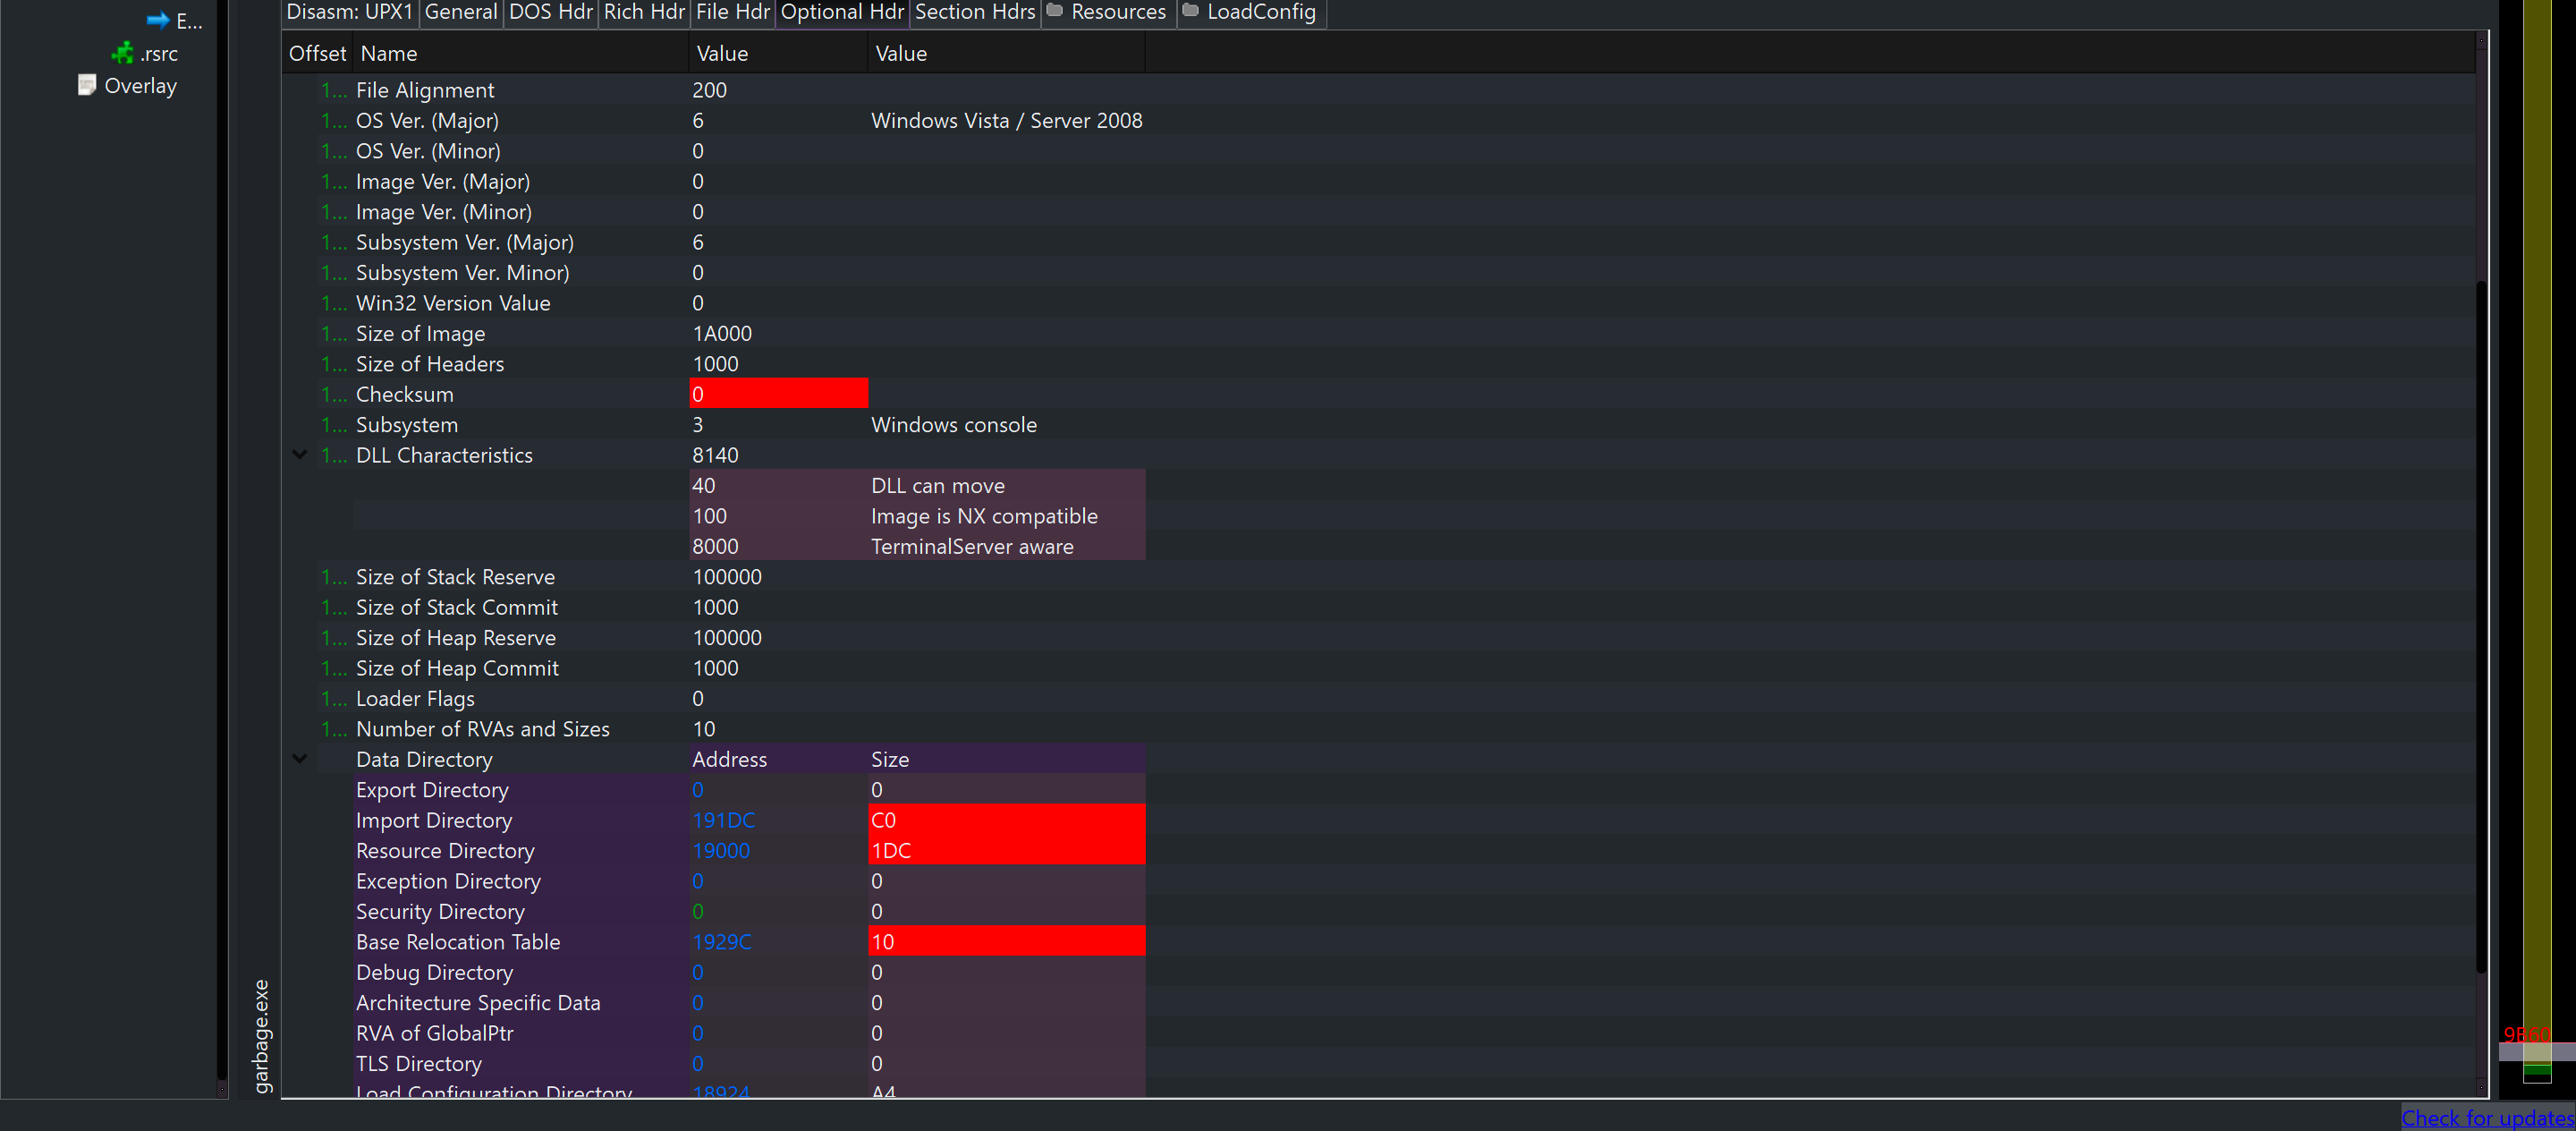 E...
.rsrc
Overlay
Disasm: UPX1 General DOS Hdr Rich Hdr File Hdr Optional Hdr Section Hdrs Resources LoadConfig
Offset Name Value Value
1... File Alignment 200
1... OS Ver. (Major) 6 Windows Vista / Server 2008
1... OS Ver. (Minor) 0
1... Image Ver. (Major) 0
1... Image Ver. (Minor) 0
1... Subsystem Ver. (Major) 6
1... Subsystem Ver. Minor) 0
1... Win32 Version Value 0
1... Size of Image 1A000
1... Size of Headers 1000
1... Checksum 0
1... Subsystem 3 Windows console
1... DLL Characteristics 8140
40 DLL can move
100 Image is NX compatible
8000 TerminalServer aware
1... Size of Stack Reserve 100000
1... Size of Stack Commit 1000
1... Size of Heap Reserve 100000
1... Size of Heap Commit 1000
1... Loader Flags 0
1... Number of RVAs and Sizes 10
Data Directory Address Size
Export Directory 0 0
Import Directory 191DC C0
Resource Directory 19000 1DC
Exception Directory 0 0
Security Directory 0 0
Base Relocation Table 1929C 10
Debug Directory 0 0
Architecture Specific Data 0 0
RVA of GlobalPtr 0 0
TLS Directory 0 0
Load Configuration Directory 18924 A4
garbage.exe
9B60
Check for updates